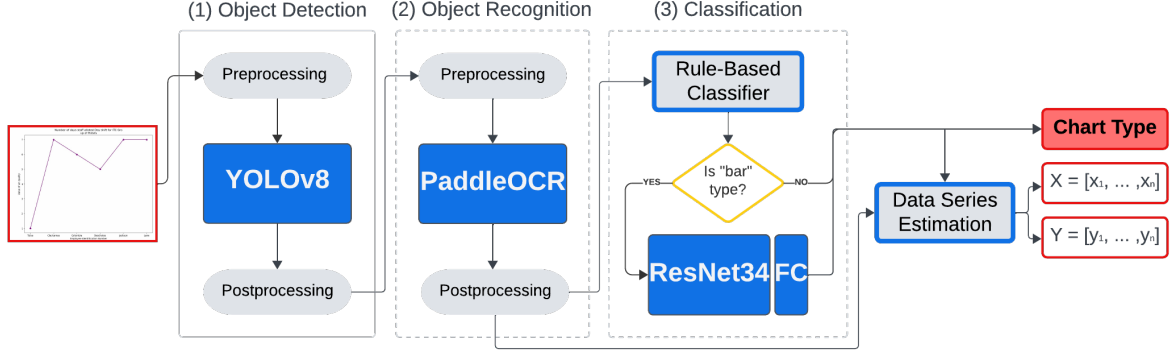 (1) Object Detection
Preprocessing
YOLOv8
Postprocessing
(2) Object Recognition
Preprocessing
PaddleOCR
Postprocessing
(3) Classification
Rule-Based
Classifier
Is "bar"
type?
YES
NO
ResNet34
FC
Chart Type
Data Series
Estimation
X = [x₁, ... ,xₙ]
Y = [y₁, ... ,yₙ]